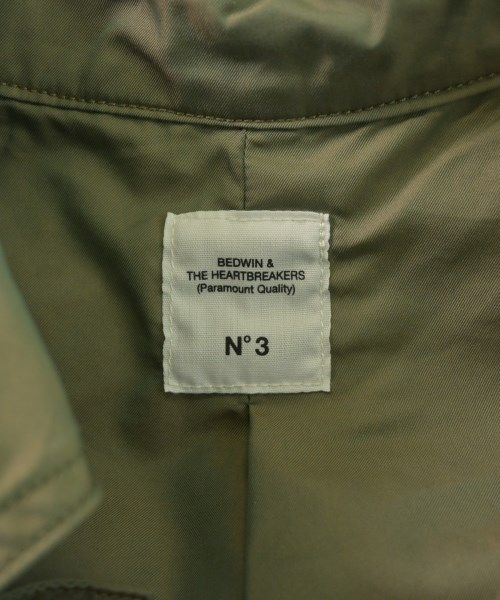 BEDWIN &
THE HEARTBREAKERS
(Paramount Quality)
N° 3